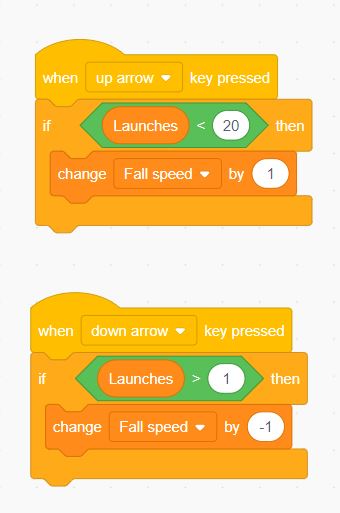 when up arrow key pressed
if Launches < 20 then
change Fall speed by 1
when down arrow key pressed
if Launches > 1 then
change Fall speed by -1